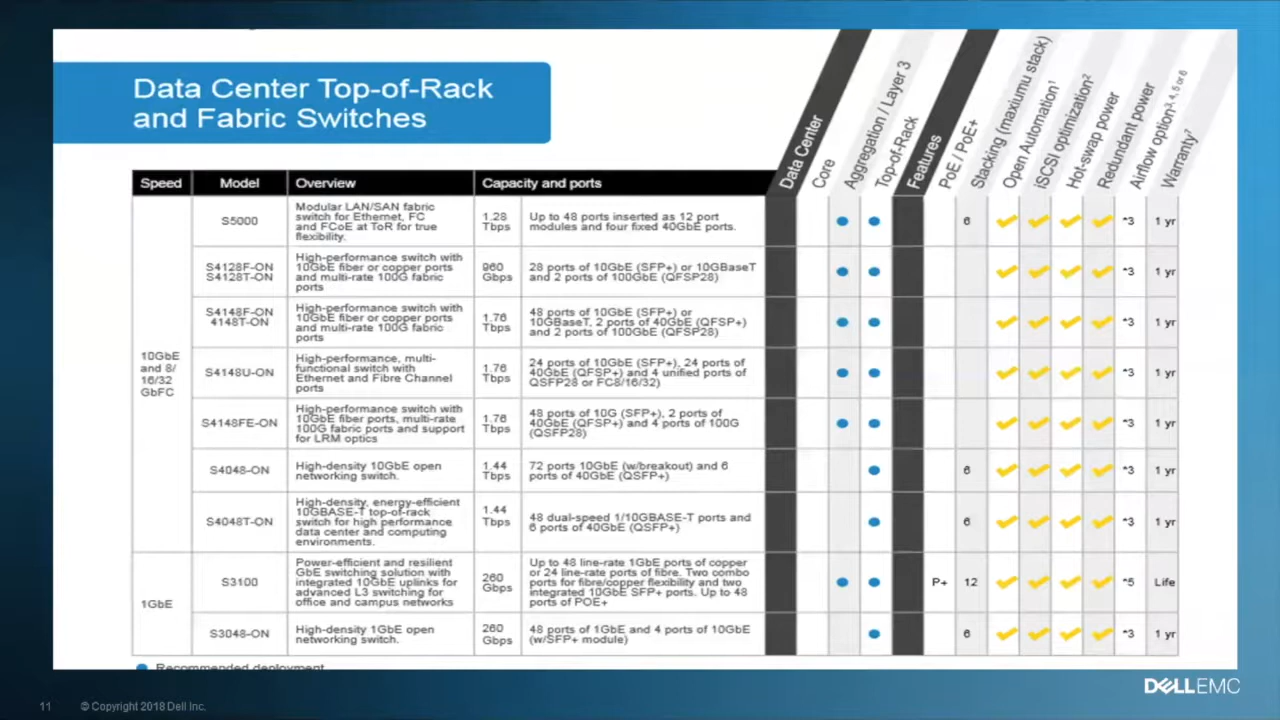 Data Center Top-of-Rack
and Fabric Switches
Data Center
Core
Aggregation / Layer 3
Top-of-Rack
Features
PoE / PoE+
Stacking (maxiumu stack)
Open Automation1
iSCSI optimization2
Hot-swap power
Redundant power
Airflow option3, 4, 5 or 6
Warranty7
Speed Model Overview Capacity and ports
10GbE
and 8/
16/32
GbFC
S5000
Modular LAN/SAN fabric
switch for Ethernet, FC
and FCoE at ToR for true
flexibility.
1.28
Tbps
Up to 48 ports inserted as 12 port
modules and four fixed 40GbE ports.
6 *3 1 yr
S4128F-ON
S4128T-ON
High-performance switch with
10GbE fiber or copper ports
and multi-rate 100G fabric
ports
960
Gbps
28 ports of 10GbE (SFP+) or 10GBaseT
and 2 ports of 100GbE (QFSP28)
*3 1 yr
S4148F-ON
4148T-ON
High-performance switch with
10GbE fiber or copper ports
and multi-rate 100G fabric
ports
1.76
Tbps
48 ports of 10GbE (SFP+) or
10GBaseT, 2 ports of 40GbE (QFSP+)
and 2 ports of 100GbE (QFSP28)
*3 1 yr
S4148U-ON
High-performance, multi-
functional switch with
Ethernet and Fibre Channel
ports
1.76
Tbps
24 ports of 10GbE (SFP+), 24 ports of
40GbE (QFSP+) and 4 unified ports of
QSFP28 or FC8/16/32)
*3 1 yr
S4148FE-ON
High-performance switch with
10GbE fiber ports, multi-rate
100G fabric ports and support
for LRM optics
1.76
Tbps
48 ports of 10G (SFP+), 2 ports of
40GbE (QFSP+) and 4 ports of 100G
(QSFP28)
*3 1 yr
S4048-ON
High-density 10GbE open
networking switch.
1.44
Tbps
72 ports 10GbE (w/breakout) and 6
ports of 40GbE (QSFP+)
6 *3 1 yr
S4048T-ON
High-density, energy-efficient
10GBASE-T top-of-rack
switch for high performance
data center and computing
environments.
1.44
Tbps
48 dual-speed 1/10GBASE-T ports and
6 ports of 40GbE (QSFP+)
6 *3 1 yr
1GbE
S3100
Power-efficient and resilient
GbE switching solution with
integrated 10GbE uplinks for
advanced L3 switching for
office and campus networks
260
Gbps
Up to 48 line-rate 1GbE ports of copper
or 24 line-rate ports of fibre. Two combo
ports for fibre/copper flexibility and two
integrated 10GbE SFP+ ports. Up to 48
ports of POE+
P+ 12 *5 Life
S3048-ON
High-density 1GbE open
networking switch.
260
Gbps
48 ports of 1GbE and 4 ports of 10GbE
(w/SFP+ module)
6 *3 1 yr
Recommended deployment
11 © Copyright 2018 Dell Inc.
DELLEMC